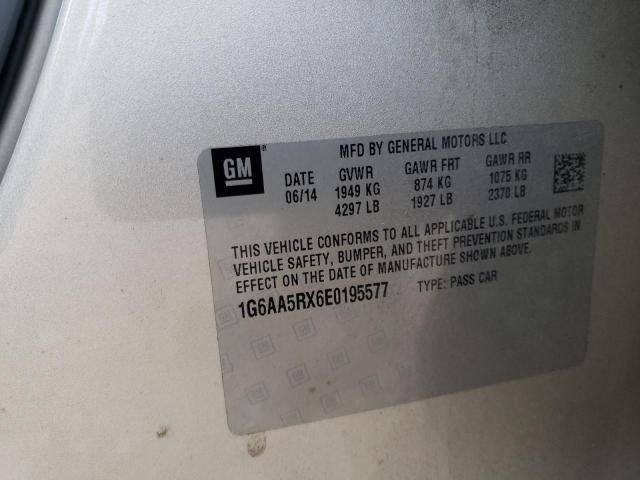 GM
MFD BY GENERAL MOTORS LLC
DATE GVWR GAWR FRT GAWR RR
06/14 1949 KG 874 KG 1075 KG
4297 LB 1927 LB 2370 LB
THIS VEHICLE CONFORMS TO ALL APPLICABLE U.S. FEDERAL MOTOR
VEHICLE SAFETY, BUMPER, AND THEFT PREVENTION STANDARDS IN
EFFECT ON THE DATE OF MANUFACTURE SHOWN ABOVE.
1G6AA5RX6E0195577 TYPE: PASS CAR